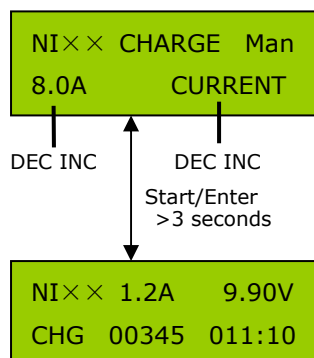 NI×× CHARGE Man
8.0A CURRENT
DEC INC DEC INC
Start/Enter
>3 seconds
NI×× 1.2A 9.90V
CHG 00345 011:10